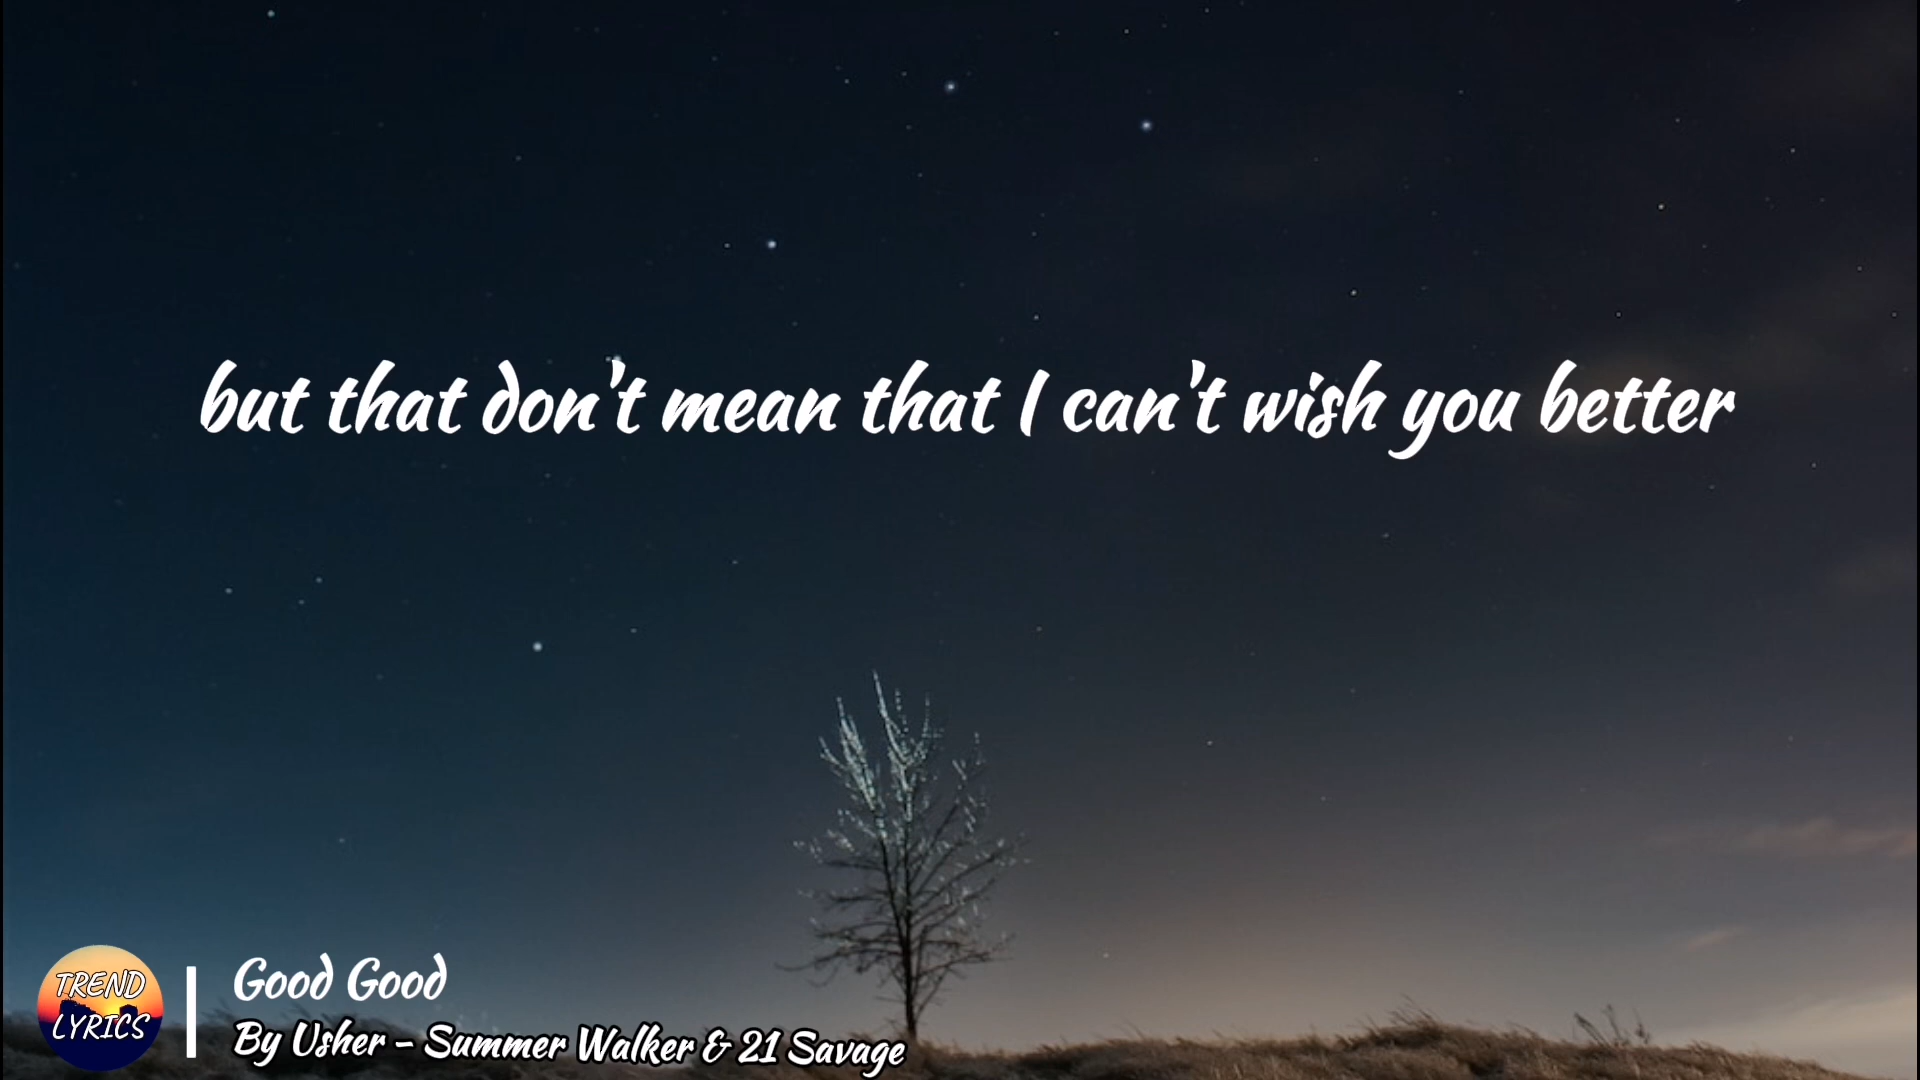 but that don't mean that I can't wish you better
TREND
LYRICS
Good Good
By Usher - Summer Walker & 21 Savage